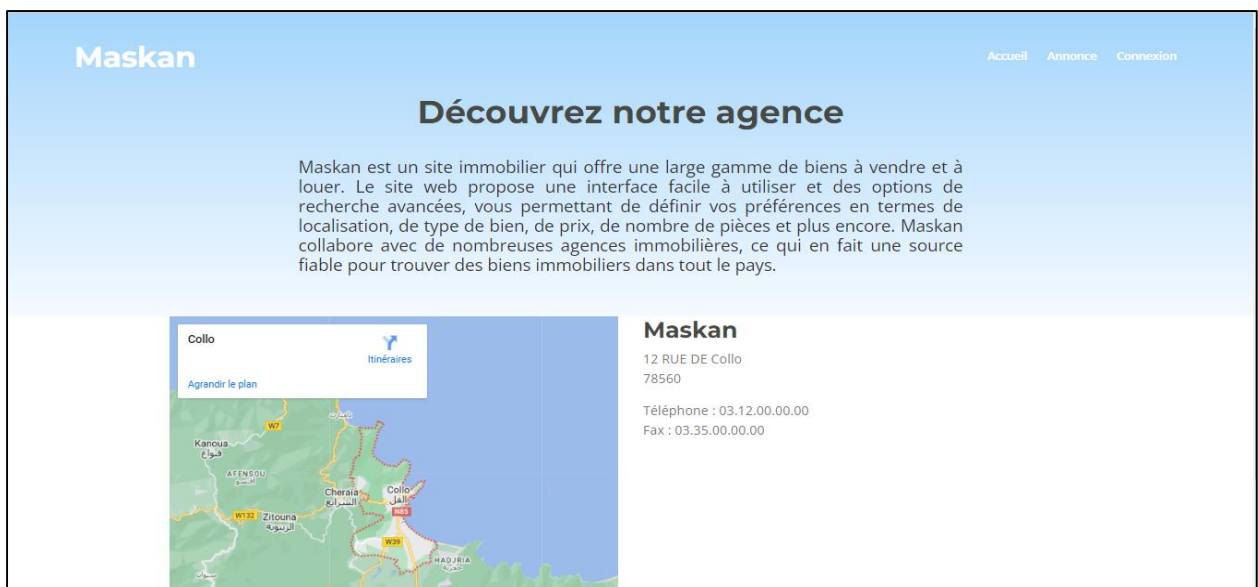 Maskan
Accueil Annonce Connexion
Découvrez notre agence
Maskan est un site immobilier qui offre une large gamme de biens à vendre et à
louer. Le site web propose une interface facile à utiliser et des options de
recherche avancées, vous permettant de définir vos préférences en termes de
localisation, de type de bien, de prix, de nombre de pièces et plus encore. Maskan
collabore avec de nombreuses agences immobilières, ce qui en fait une source
fiable pour trouver des biens immobiliers dans tout le pays.
Collo
Itinéraires
Agrandir le plan
W7
Kanoua
قنواع
AFENSOU
Cheraia
الشرايع
Collo
القل
N85
W132
Zitouna
الزيتونة
W39
HADJRIA
Maskan
12 RUE DE Collo
78560
Téléphone : 03.12.00.00.00
Fax : 03.35.00.00.00